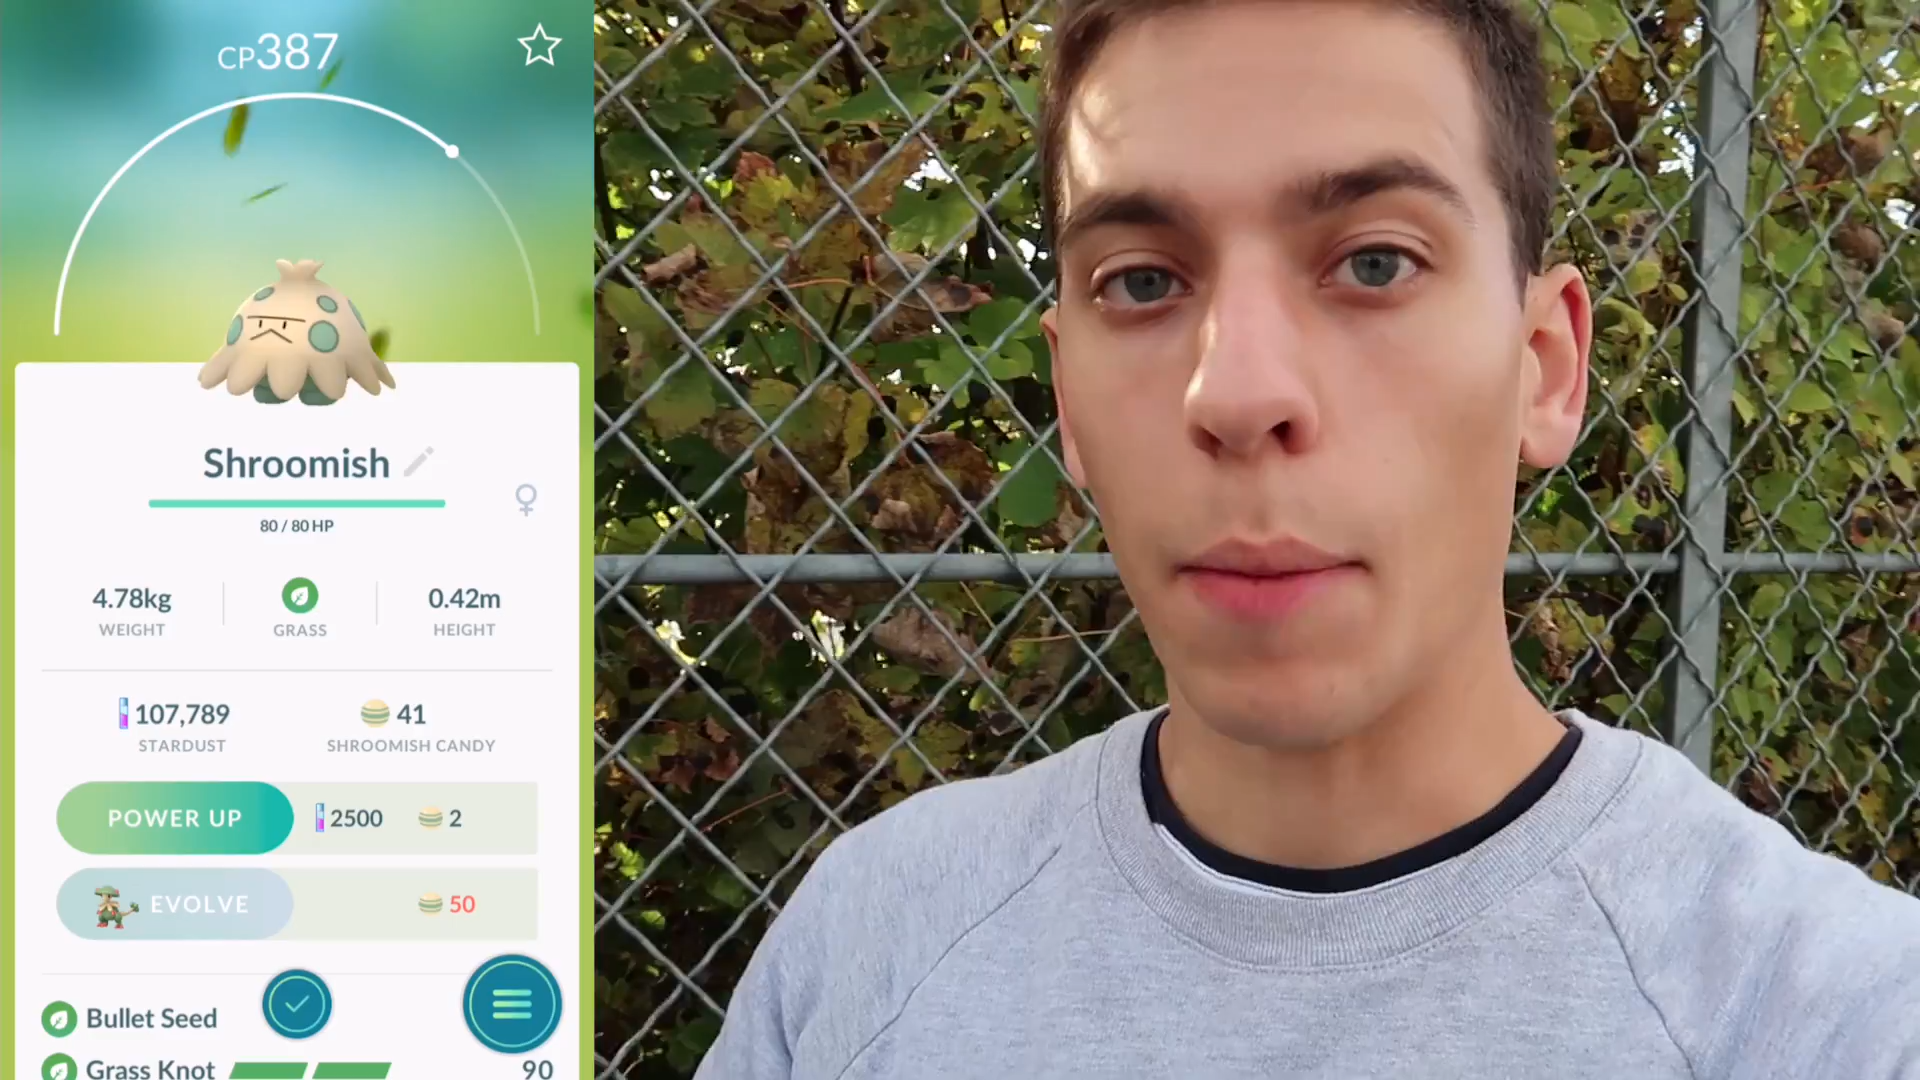 CP387
Shroomish
80 / 80 HP
4.78kg
WEIGHT
GRASS
0.42m
HEIGHT
107,789
STARDUST
41
SHROOMISH CANDY
POWER UP 2500 2
EVOLVE 50
Bullet Seed
Grass Knot 90